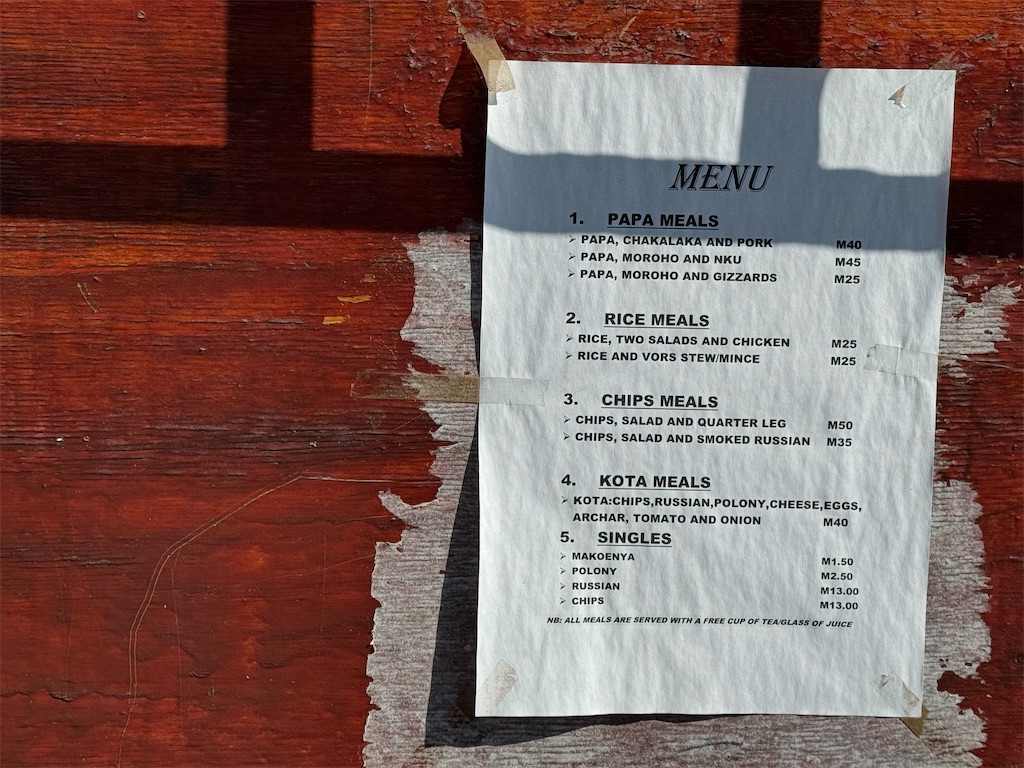 MENU
1. PAPA MEALS
➢ PAPA, CHAKALAKA AND PORK M40
➢ PAPA, MOROHO AND NKU M45
➢ PAPA, MOROHO AND GIZZARDS M25
2. RICE MEALS
➢ RICE, TWO SALADS AND CHICKEN M25
➢ RICE AND VORS STEW/MINCE M25
3. CHIPS MEALS
➢ CHIPS, SALAD AND QUARTER LEG M50
➢ CHIPS, SALAD AND SMOKED RUSSIAN M35
4. KOTA MEALS
➢ KOTA:CHIPS,RUSSIAN,POLONY,CHEESE,EGGS,
ARCHAR, TOMATO AND ONION M40
5. SINGLES
➢ MAKOENYA M1.50
➢ POLONY M2.50
➢ RUSSIAN M13.00
➢ CHIPS M13.00
NB: ALL MEALS ARE SERVED WITH A FREE CUP OF TEA/GLASS OF JUICE